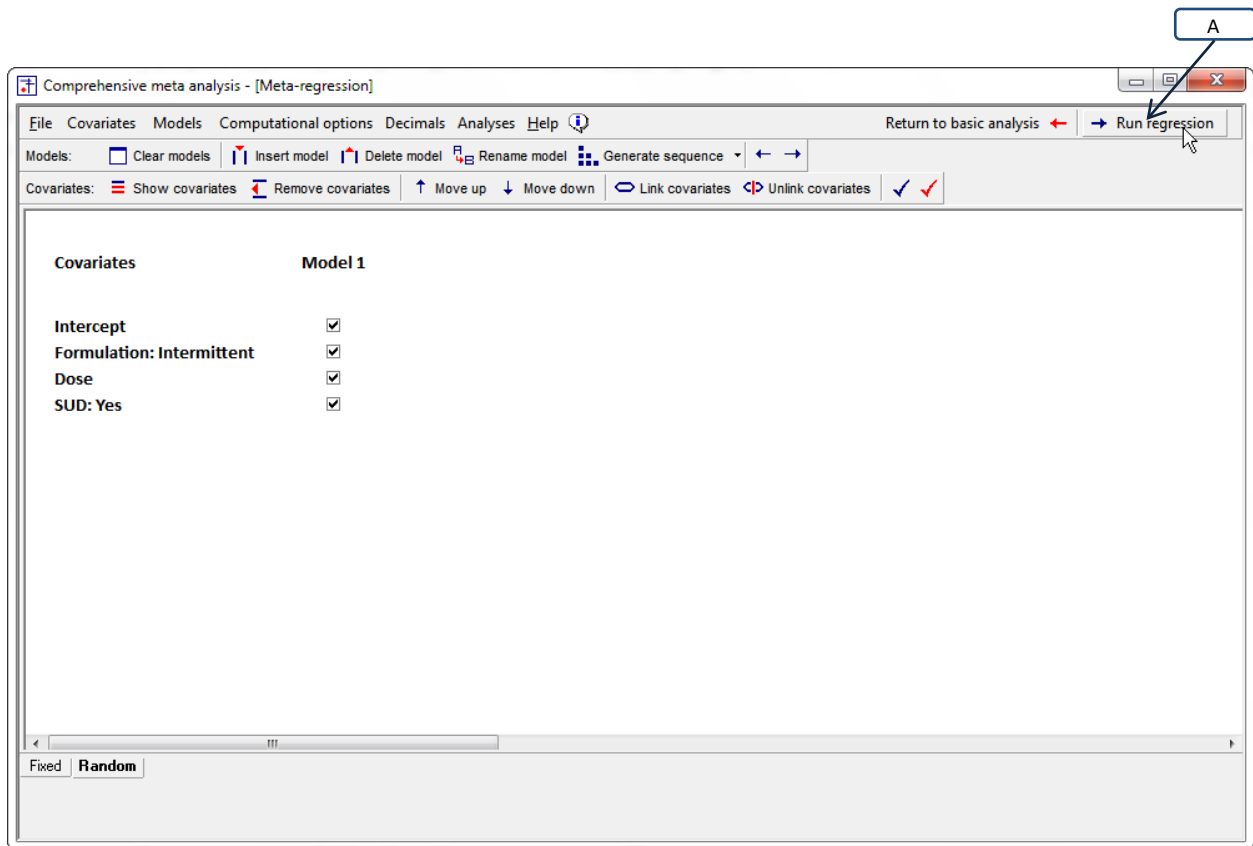 A
Comprehensive meta analysis - [Meta-regression]
File Covariates Models Computational options Decimals Analyses Help Return to basic analysis Run regression
Models: Clear models Insert model Delete model Rename model Generate sequence
Covariates: Show covariates Remove covariates Move up Move down Link covariates Unlink covariates
Covariates Model 1
Intercept
Formulation: Intermittent
Dose
SUD: Yes
Fixed Random